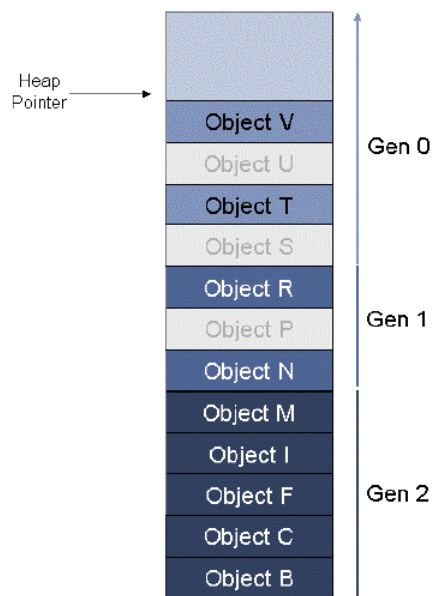 Heap
Pointer
Object V
Object U
Object T
Object S
Gen 0
Object R
Object P
Object N
Gen 1
Object M
Object I
Object F
Object C
Object B
Gen 2